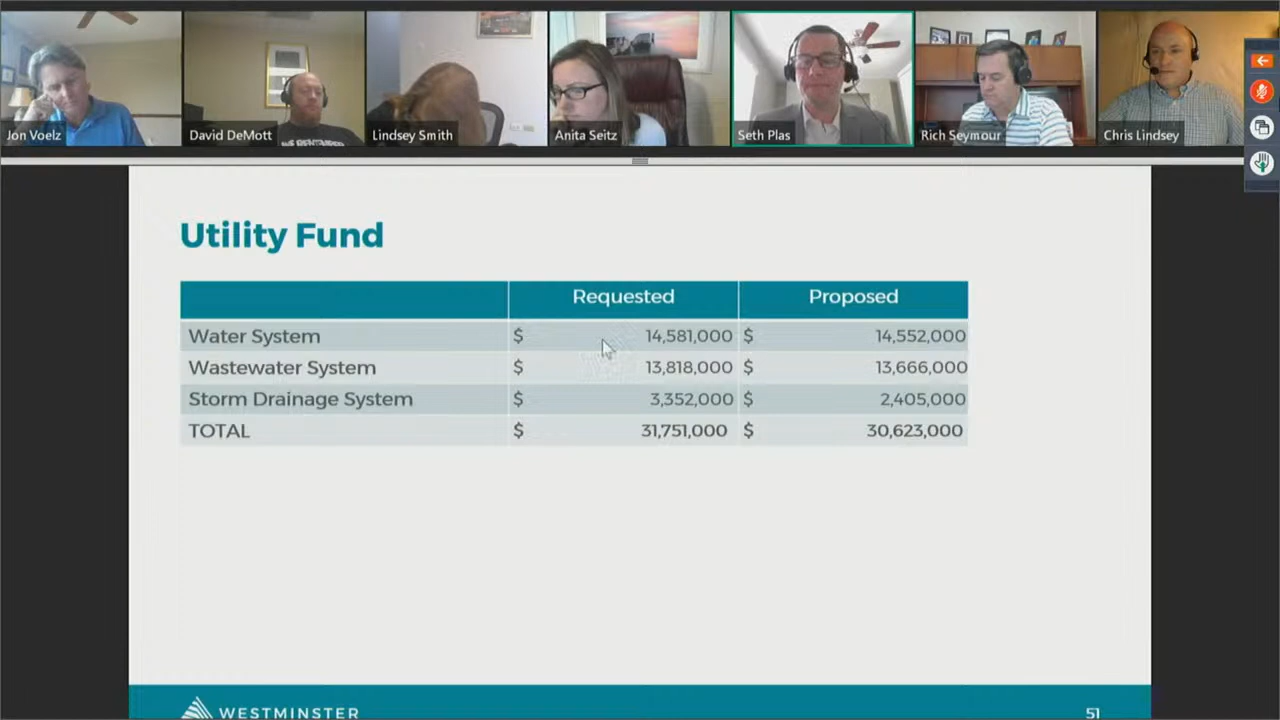 Jon Voelz
David DeMott
Lindsey Smith
Anita Seitz
Seth Plas
Rich Seymour
Chris Lindsey
Utility Fund
Requested Proposed
Water System $ 14,581,000 $ 14,552,000
Wastewater System 13,818,000 13,666,000
Storm Drainage System $ 3,352,000 $ 2,405,000
TOTAL $ 31,751,000 $ 30,623,000
WESTMINSTER 51